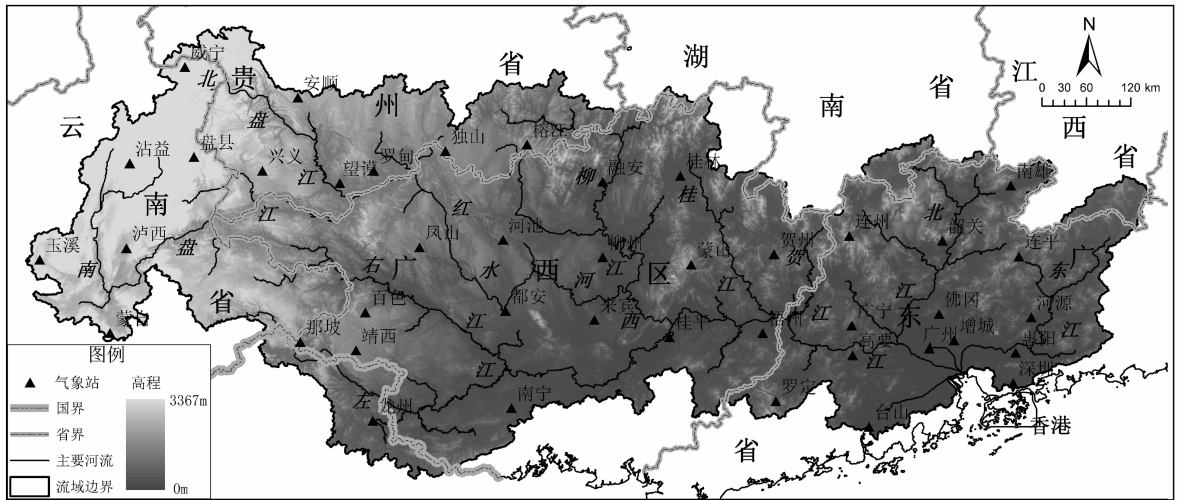 N
0 30 60 120 km
云
南
省
贵
州
省
湖
南
省
江
西
省
广
西
区
广
东
省
威宁
安顺
沾益
盘县
兴义
望谟
罗甸
独山
榕江
融安
桂林
南雄
连州
韶关
连平
玉溪
泸西
蒙自
凤山
河池
柳州
蒙山
贺州
百色
都安
来宾
桂平
梧州
那坡
靖西
龙州
南宁
广宁
高要
佛冈
广州
增城
河源
惠阳
深圳
罗定
台山
香港
北
盘
江
南
盘
江
红
水
河
柳
江
桂
江
贺
江
右
江
左
江
西
江
北
江
东
江
图例
气象站
国界
省界
主要河流
流域边界
高程
3367m
0m